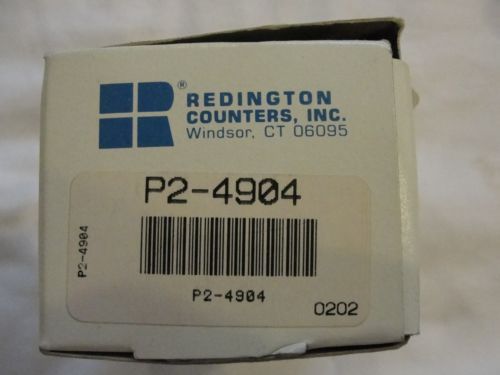 R®
REDINGTON
COUNTERS, INC.
Windsor, CT 06095
P2-4904
P2-4904
P2-4904
0202